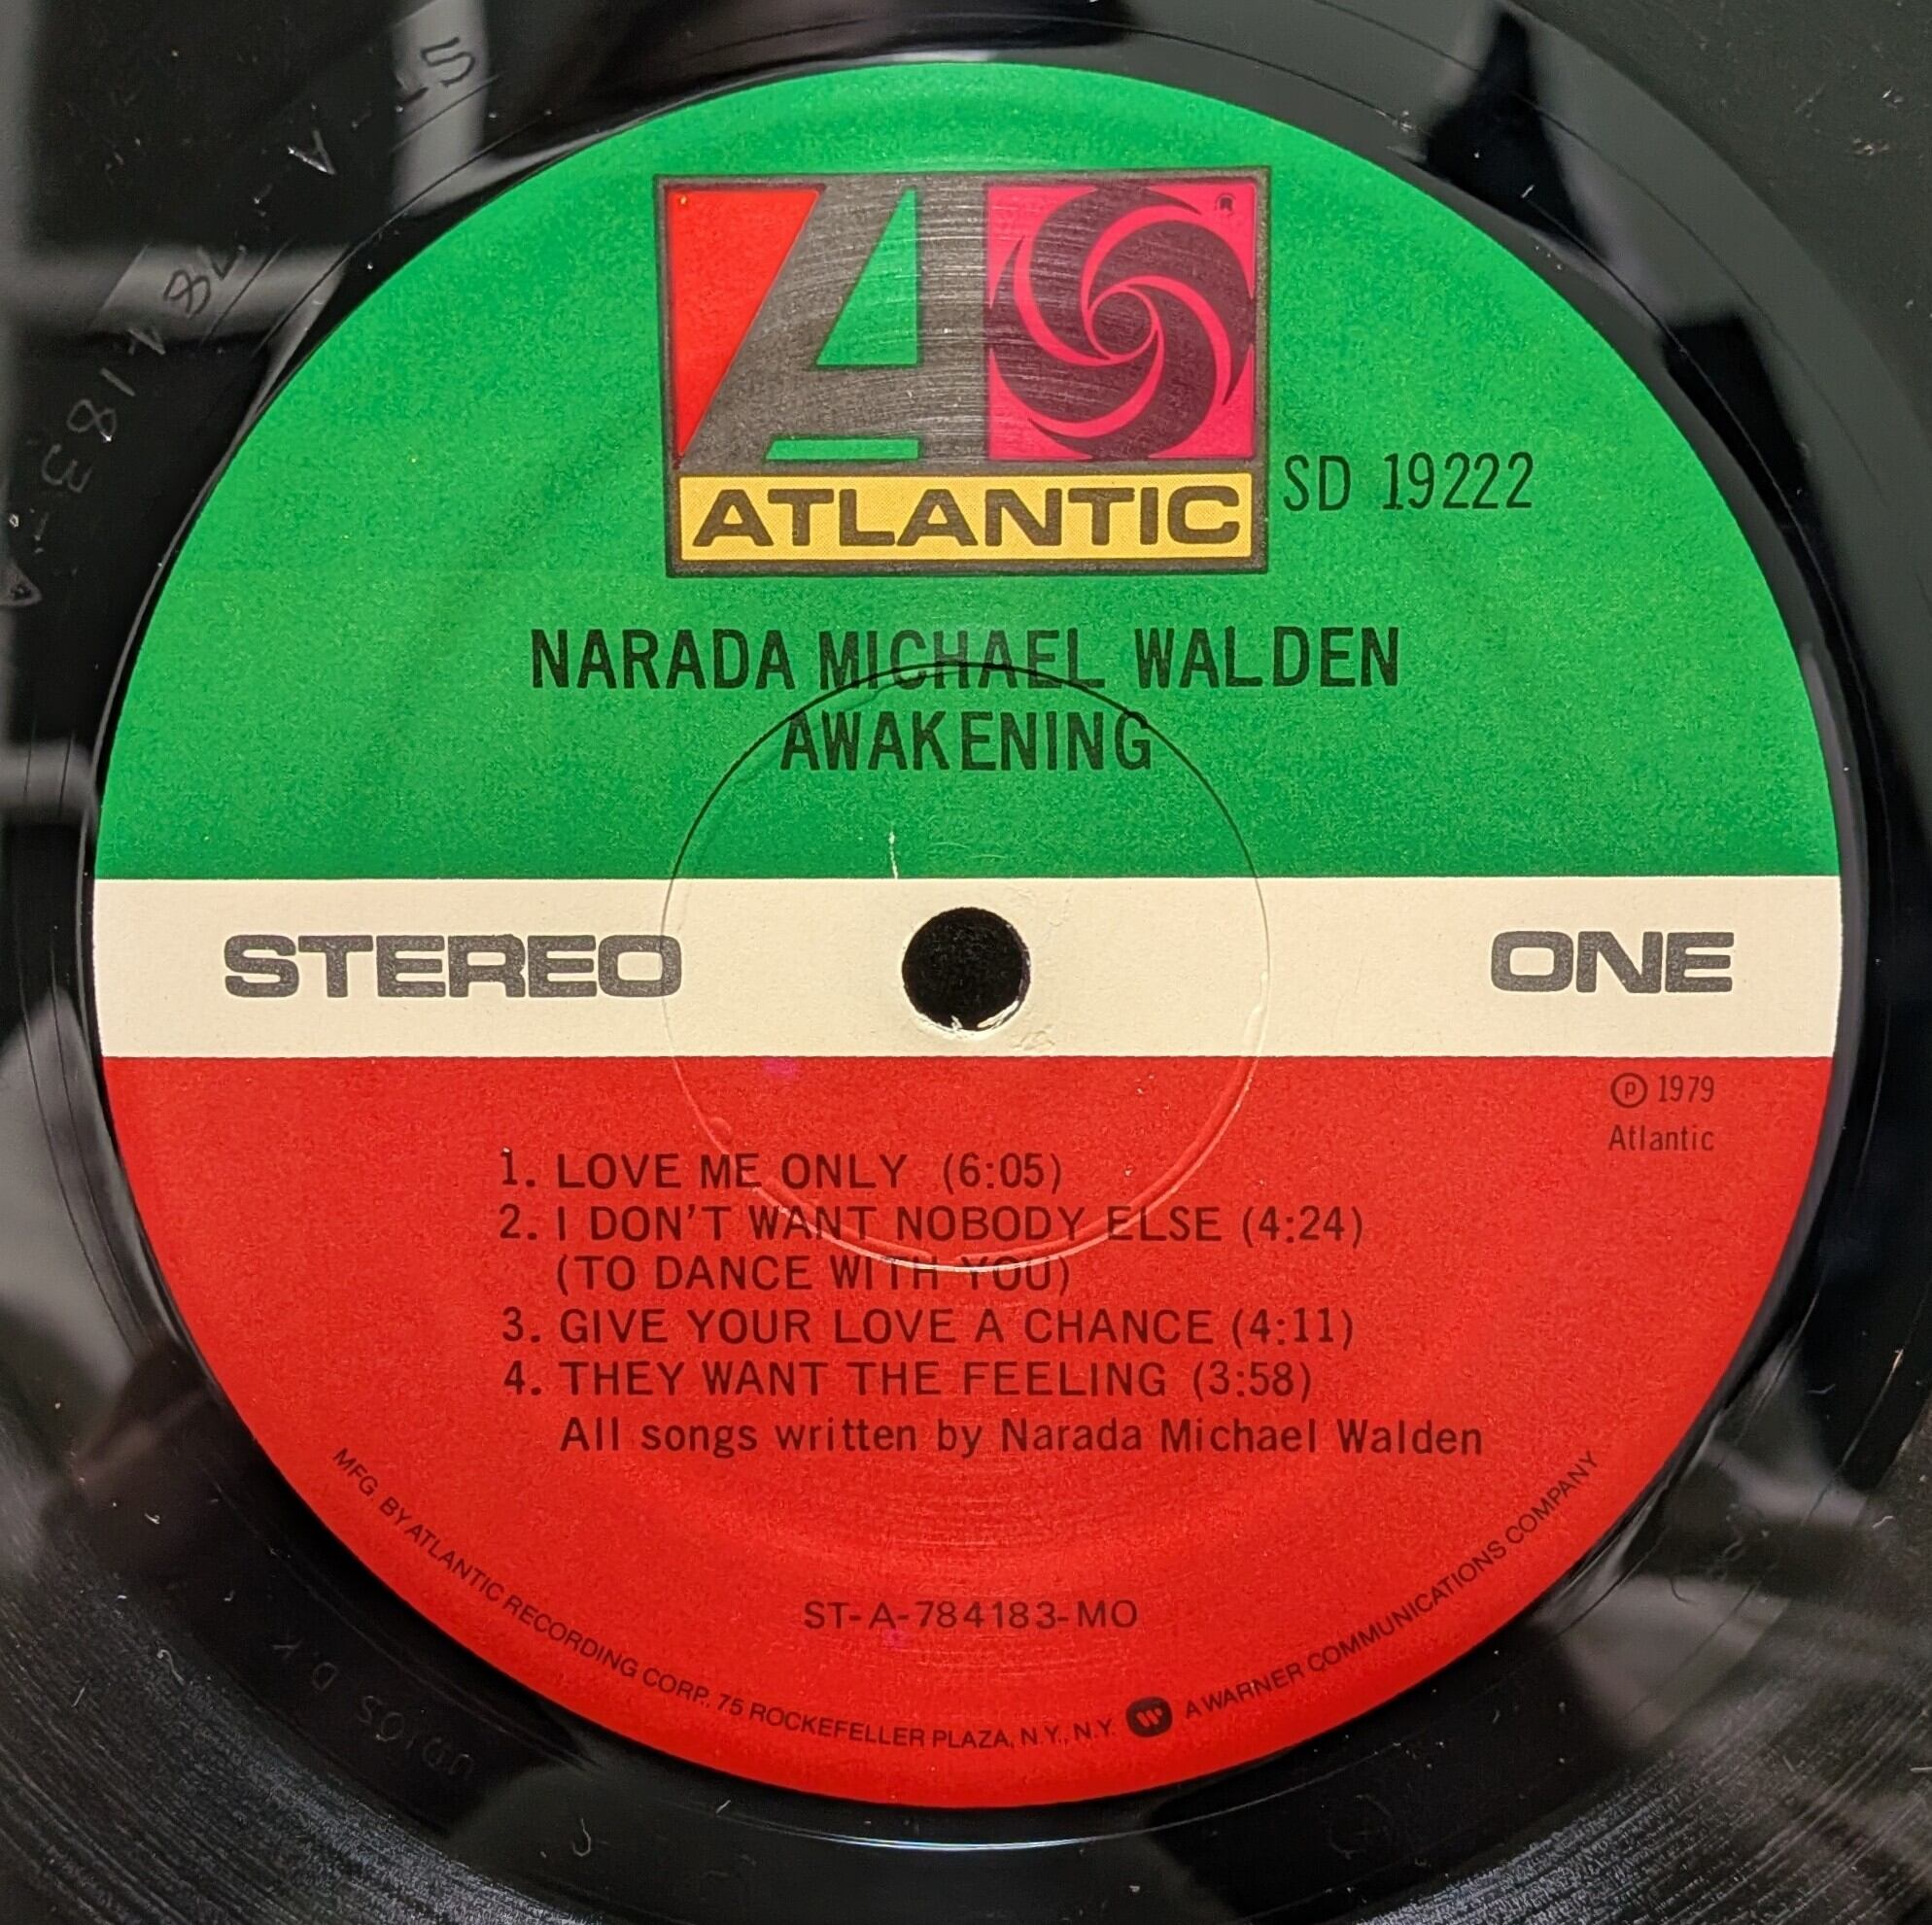 ATLANTIC
®
SD 19222
NARADA MICHAEL WALDEN
AWAKENING
STEREO
ONE
Ⓟ 1979
Atlantic
1. LOVE ME ONLY (6:05)
2. I DON'T WANT NOBODY ELSE (4:24)
(TO DANCE WITH YOU)
3. GIVE YOUR LOVE A CHANCE (4:11)
4. THEY WANT THE FEELING (3:58)
All songs written by Narada Michael Walden
ST-A-784183-MO
MFG. BY ATLANTIC RECORDING CORP., 75 ROCKEFELLER PLAZA, N.Y., N.Y. W A WARNER COMMUNICATIONS COMPANY